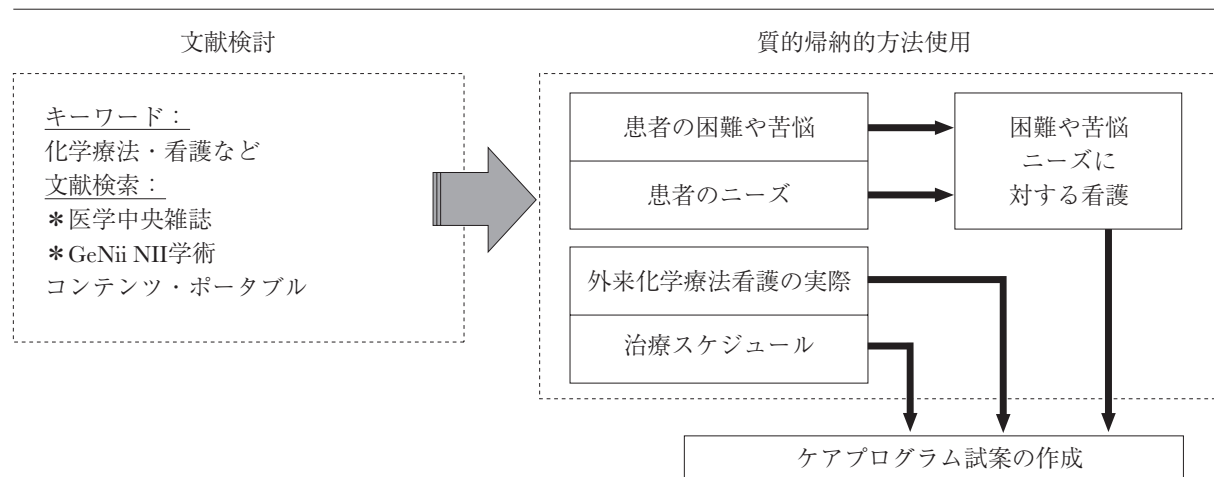 文献検討
キーワード：
化学療法・看護など
文献検索：
＊医学中央雑誌
＊GeNii NII学術
コンテンツ・ポータブル
質的帰納的方法使用
患者の困難や苦悩
患者のニーズ
困難や苦悩
ニーズに
対する看護
外来化学療法看護の実際
治療スケジュール
ケアプログラム試案の作成